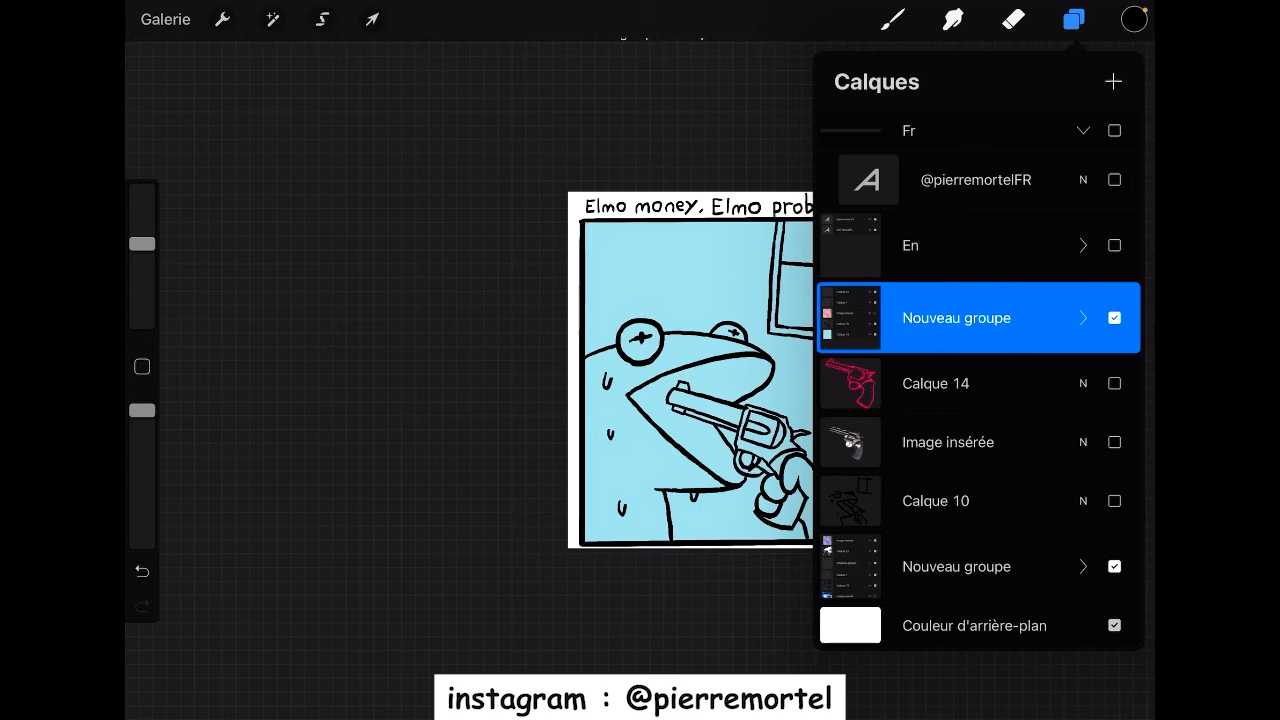 Galerie
Calques
Fr
@pierremortelFR
N
En
Elmo money. Elmo prob
Nouveau groupe
Calque 14
N
Image insérée
N
Calque 10
N
Nouveau groupe
Couleur d'arrière-plan
instagram : @pierremortel